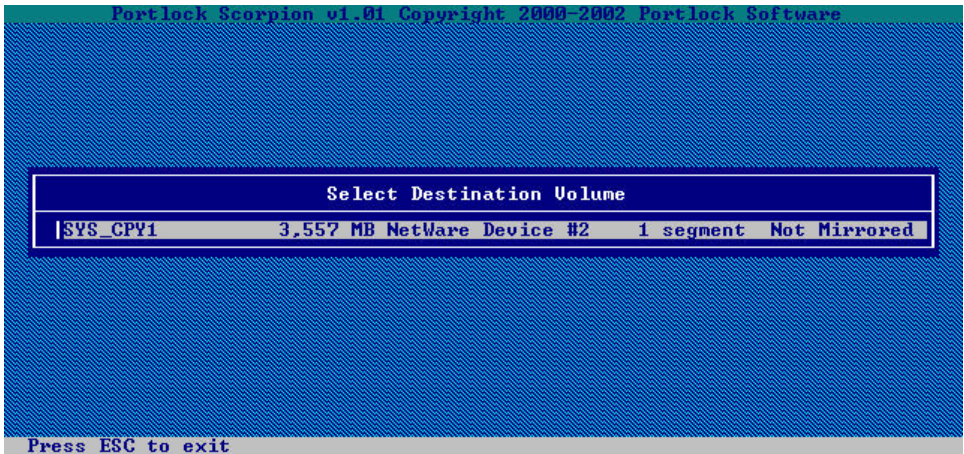 Portlock Scorpion v1.01 Copyright 2000-2002 Portlock Software
Select Destination Volume
SYS_CPY1 3,557 MB NetWare Device #2 1 segment Not Mirrored
Press ESC to exit